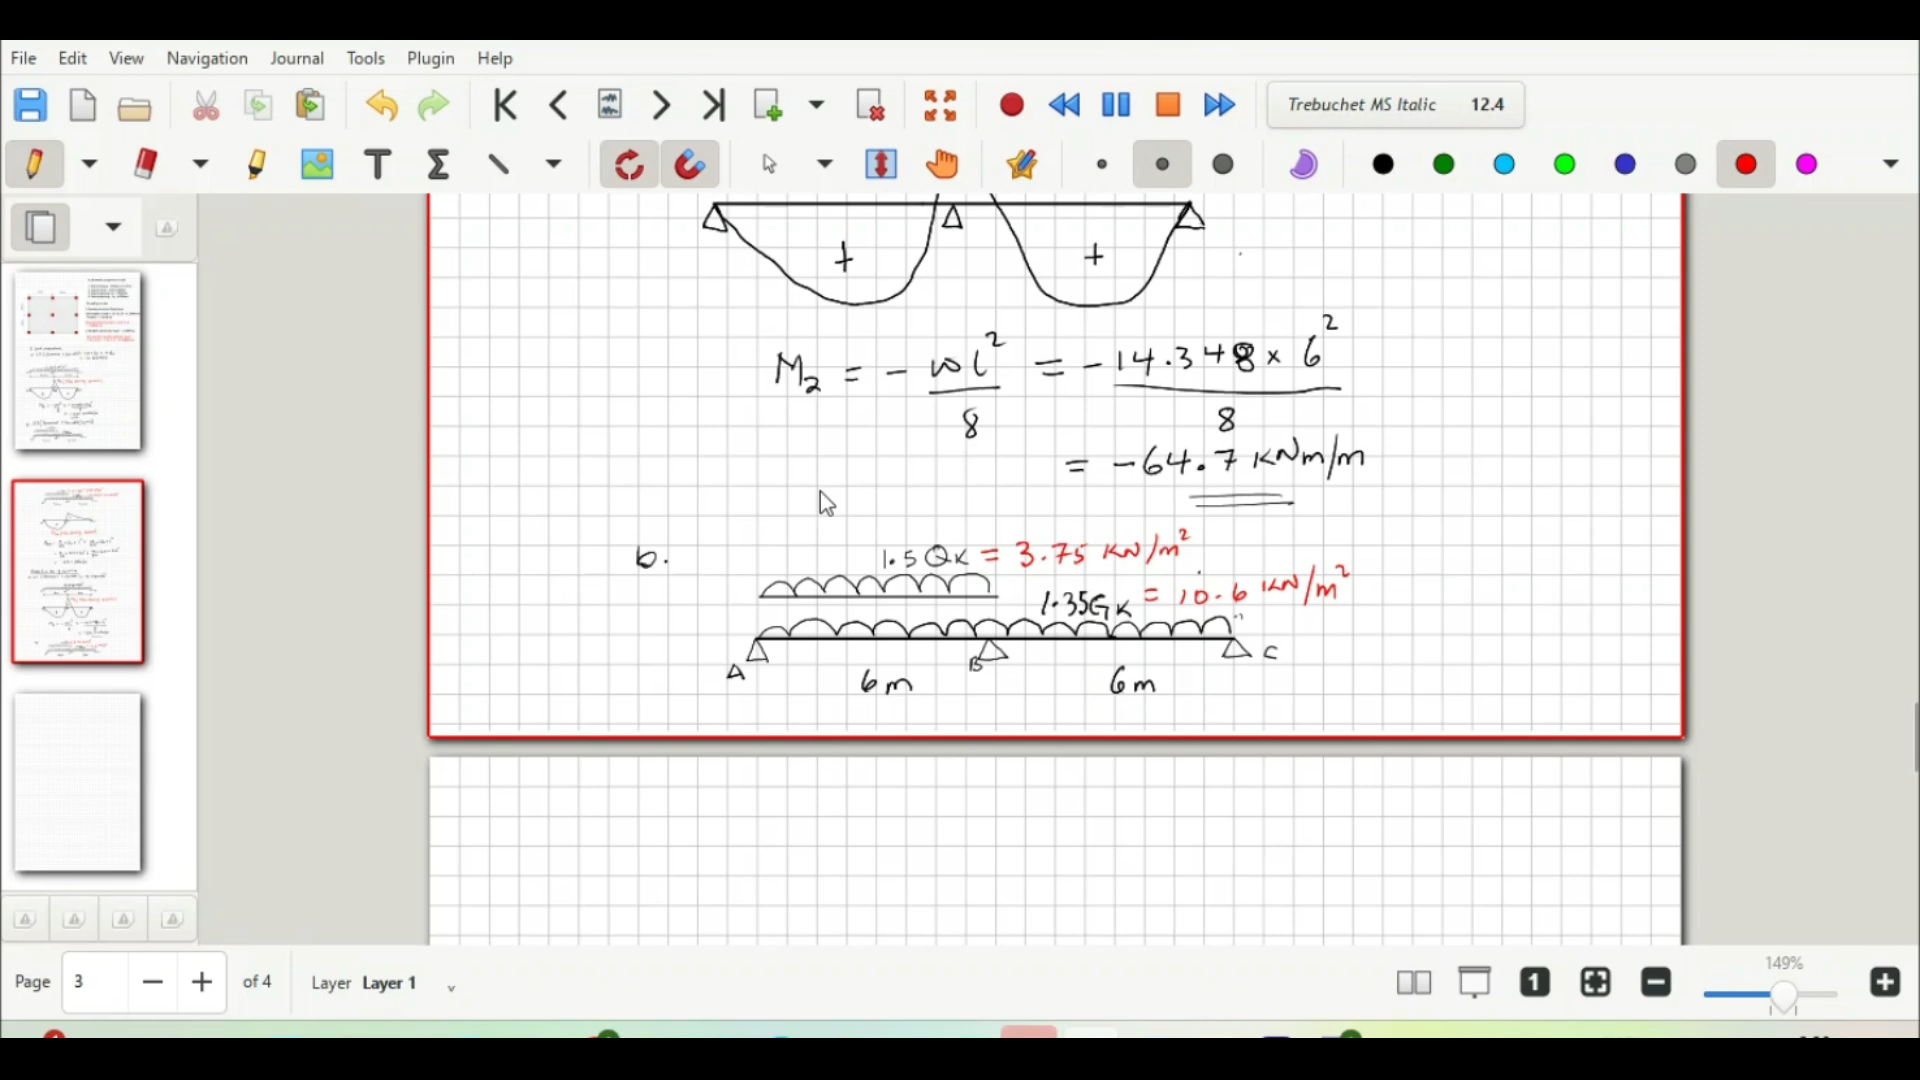 File Edit View Navigation Journal Tools Plugin Help
Trebuchet MS Italic 12.4
+ +
M₂ = - wl²/8 = - 14.348 × 6²/8
= -64.7 KNm/m
b.
1.5QK = 3.75 KN/m²
1.35GK = 10.6 KN/m²
A B C
6m 6m
Page 3 of 4 Layer Layer 1 149%